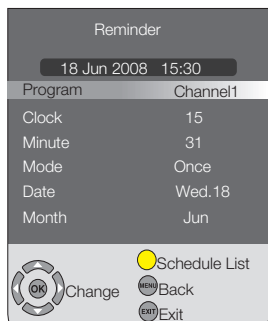 Reminder
18 Jun 2008 15:30
Program Channel1
Clock 15
Minute 31
Mode Once
Date Wed.18
Month Jun
Schedule List
OK Change MENU Back
EXIT Exit